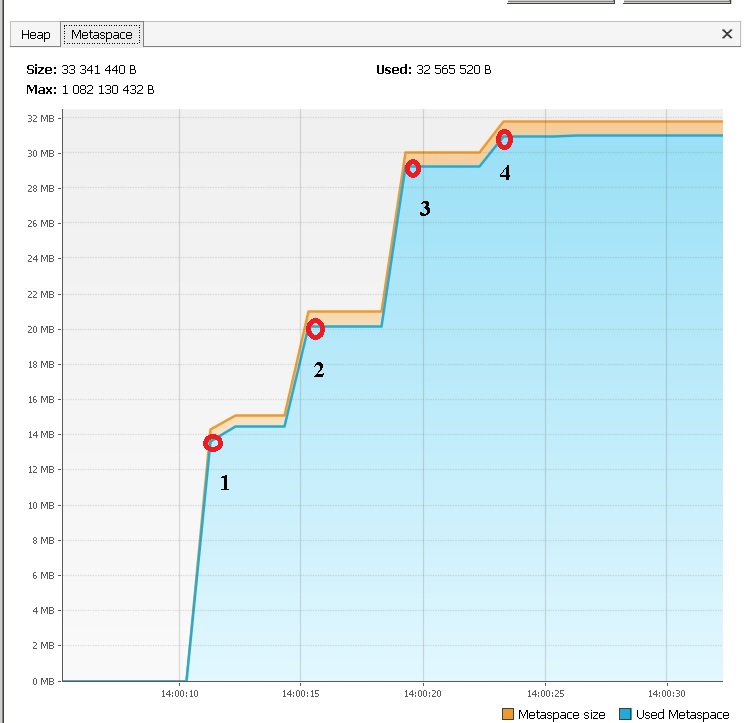 Heap Metaspace
Size: 33 341 440 B Used: 32 565 520 B
Max: 1 082 130 432 B
32 MB
30 MB
4
28 MB
3
26 MB
24 MB
22 MB
20 MB
18 MB
2
16 MB
14 MB
12 MB
1
10 MB
8 MB
6 MB
4 MB
2 MB
0 MB
14:00:10 14:00:15 14:00:20 14:00:25 14:00:30
Metaspace size Used Metaspace